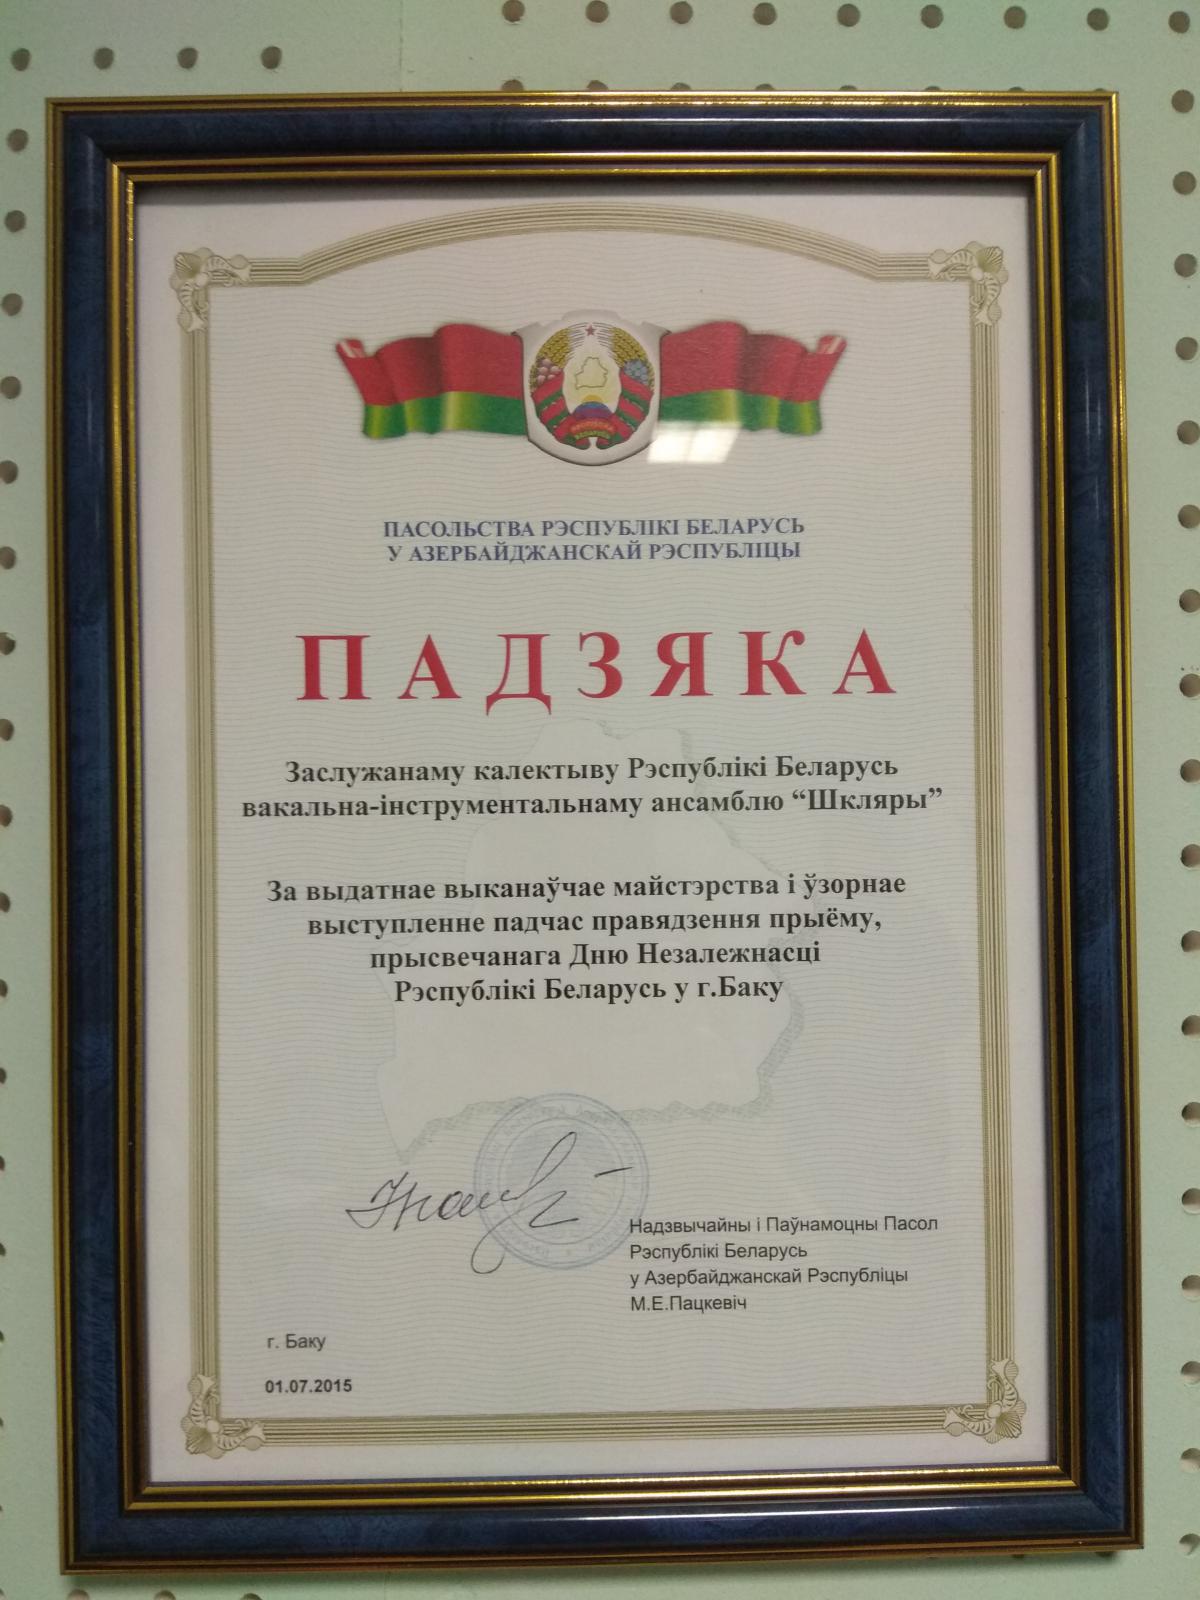 РЭСПУБЛІКА
БЕЛАРУСЬ
ПАСОЛЬСТВА РЭСПУБЛІКІ БЕЛАРУСЬ
У АЗЕРБАЙДЖАНСКАЙ РЭСПУБЛІЦЫ
ПАДЗЯКА
Заслужанаму калектыву Рэспублікі Беларусь
вакальна-інструментальнаму ансамблю “Шкляры”
За выдатнае выканаўчае майстэрства і ўзорнае
выступленне падчас правядзення прыёму,
прысвечанага Дню Незалежнасці
Рэспублікі Беларусь у г.Баку
Надзвычайны і Паўнамоцны Пасол
Рэспублікі Беларусь
у Азербайджанскай Рэспубліцы
М.Е.Пацкевіч
г. Баку
01.07.2015